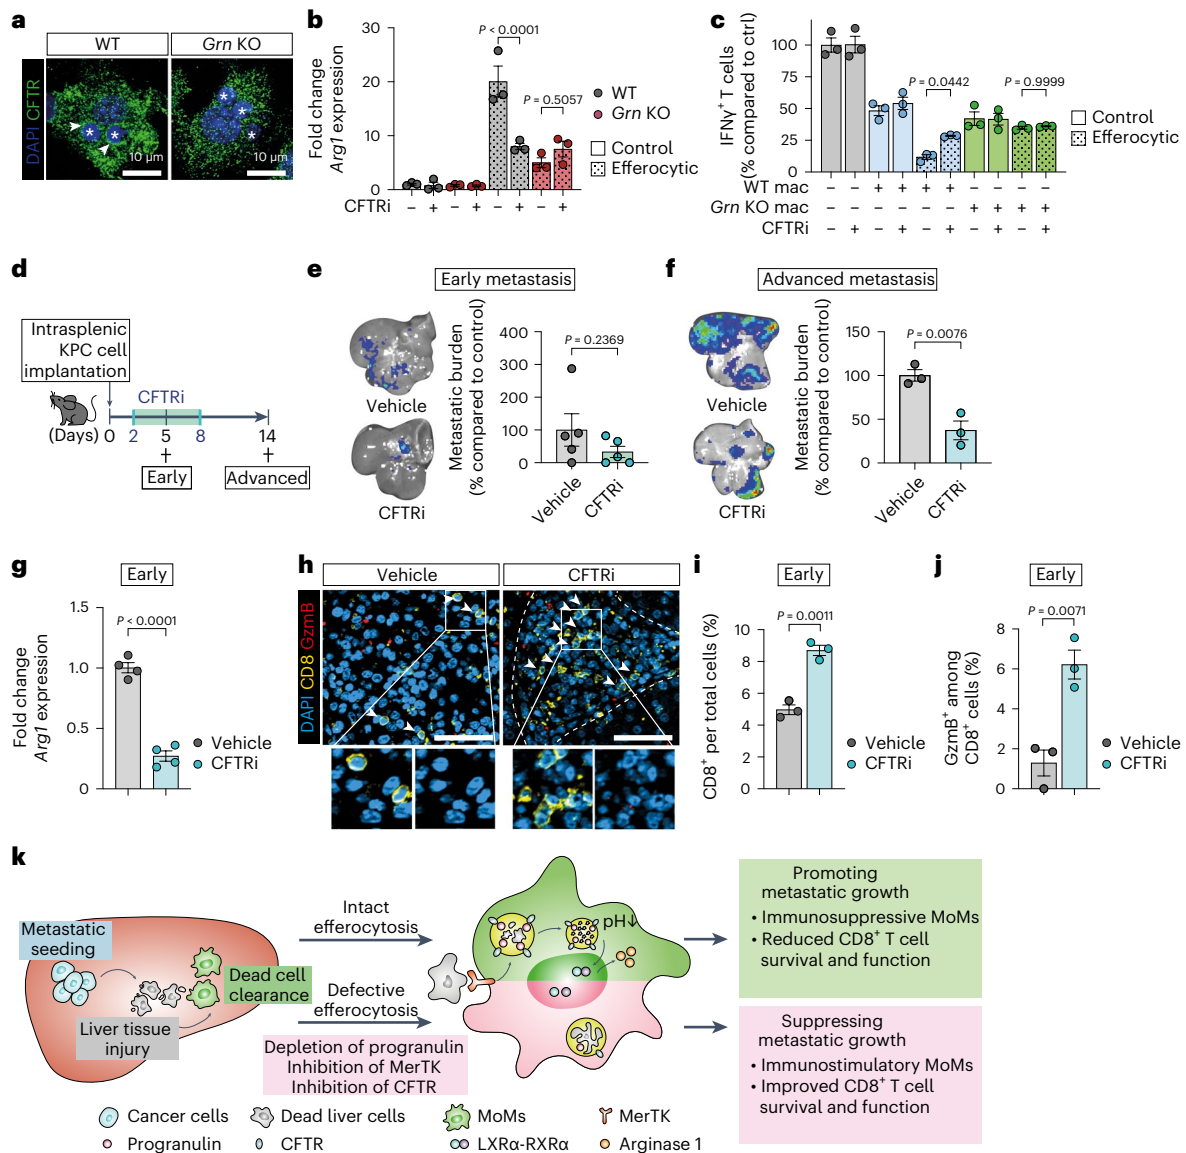 a
WT
Grn KO
DAPI CFTR
*
*
*
*
*
*
10 µm
10 µm
b
Fold change
Arg1 expression
30
20
10
0
P < 0.0001
P = 0.5057
WT
Grn KO
Control
Efferocytic
CFTRi
– + – + – + – +
c
IFNγ+ T cells
(% compared to ctrl)
100
75
50
25
0
P = 0.0442
P = 0.9999
Control
Efferocytic
WT mac – – + + + + – – – –
Grn KO mac – – – – – – + + + +
CFTRi – + – + – + – + – +
d
Intrasplenic
KPC cell
implantation
CFTRi
(Days) 0 2 5 8 14
Early
Advanced
e
Early metastasis
Vehicle
CFTRi
Metastatic burden
(% compared to control)
400
300
200
100
0
P = 0.2369
Vehicle
CFTRi
f
Advanced metastasis
Vehicle
CFTRi
Metastatic burden
(% compared to control)
150
100
50
0
P = 0.0076
Vehicle
CFTRi
g
Early
Fold change
Arg1 expression
1.5
1.0
0.5
0
P < 0.0001
Vehicle
CFTRi
h
Vehicle
CFTRi
DAPI CD8 GzmB
i
Early
CD8+ per total cells (%)
10
8
6
4
2
0
P = 0.0011
Vehicle
CFTRi
j
Early
GzmB+ among
CD8+ cells (%)
8
6
4
2
0
P = 0.0071
Vehicle
CFTRi
k
Metastatic
seeding
Dead cell
clearance
Liver tissue
injury
Intact
efferocytosis
Defective
efferocytosis
Depletion of progranulin
Inhibition of MerTK
Inhibition of CFTR
pH↓
Promoting
metastatic growth
• Immunosuppressive MoMs
• Reduced CD8+ T cell
survival and function
Suppressing
metastatic growth
• Immunostimulatory MoMs
• Improved CD8+ T cell
survival and function
Cancer cells
Dead liver cells
MoMs
MerTK
Progranulin
CFTR
LXRα-RXRα
Arginase 1